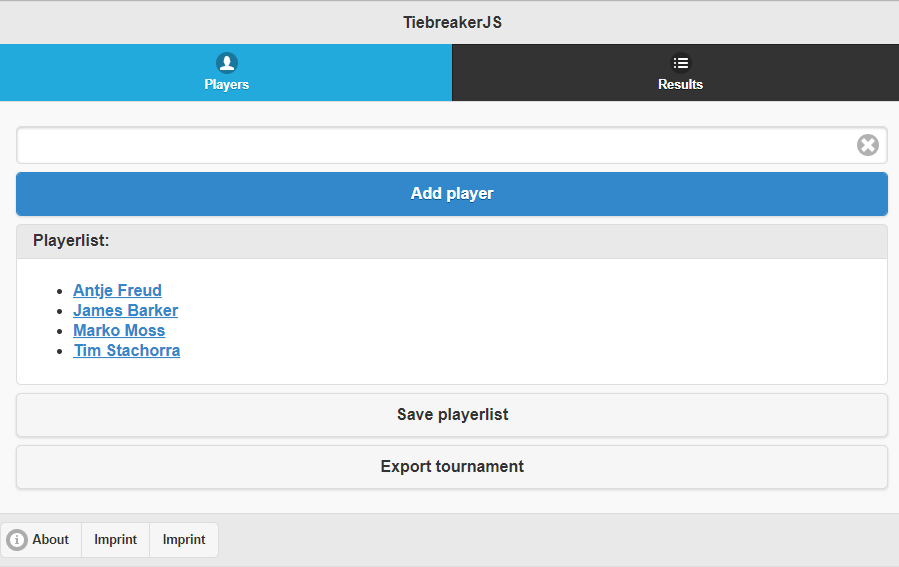 TiebreakerJS
Players
Results
Add player
Playerlist:
Antje Freud
James Barker
Marko Moss
Tim Stachorra
Save playerlist
Export tournament
About Imprint Imprint